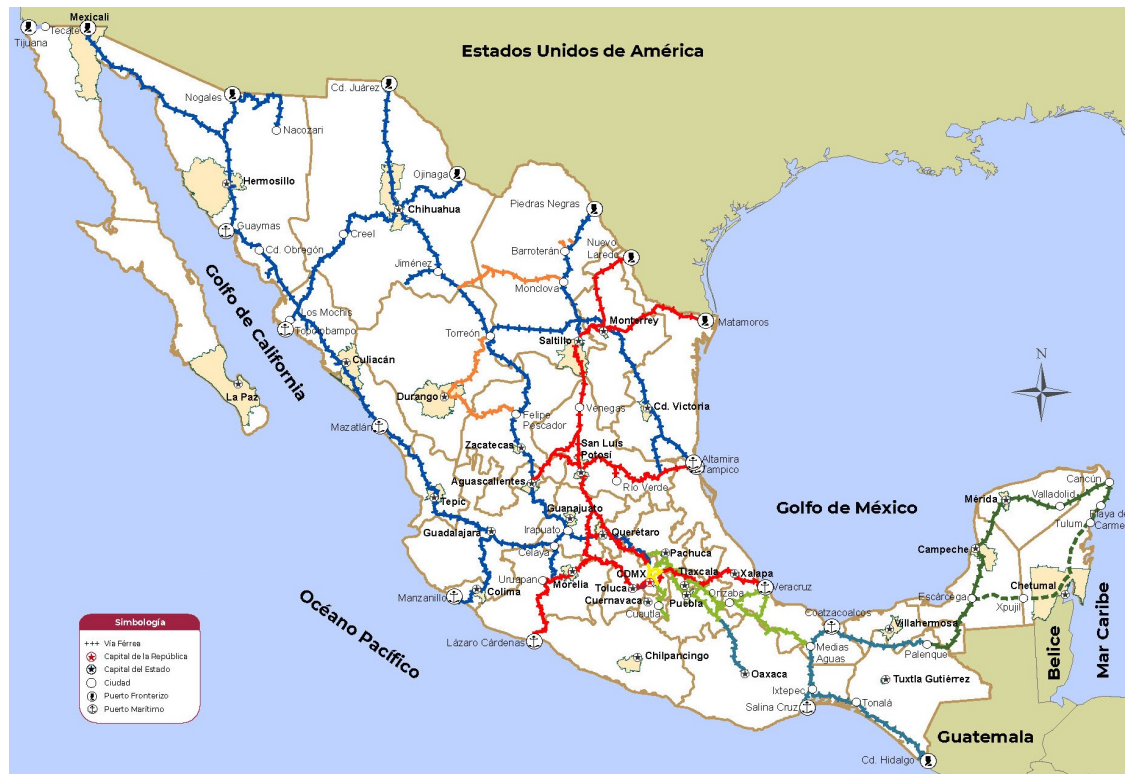 Mexicali
Tecate
Tijuana
Estados Unidos de América
Nogales
Nacozari
Cd. Juárez
Ojinaga
Hermosillo
Chihuahua
Piedras Negras
Guaymas
Creel
Cd. Obregón
Barroterán
Nuevo
Laredo
Jiménez
Monclova
Golfo de California
Los Mochis
Topolobampo
Torreón
Monterrey
Matamoros
Saltillo
Culiacán
La Paz
Durango
N
Venegas
Cd. Victoria
Felipe
Pescador
Mazatlán
Zacatecas
San Luis
Potosí
Altamira
Tampico
Aguascalientes
Río Verde
Golfo de México
Cancún
Mérida
Valladolid
Playa del
Carmen
Tulum
Tepic
Guanajuato
Guadalajara
Irapuato
Querétaro
Celaya
Pachuca
Campeche
CDMX
Tlaxcala
Xalapa
Uruapan
Morelia
Toluca
Veracruz
Chetumal
Manzanillo
Colima
Cuernavaca
Puebla
Orizaba
Cuautla
Coatzacoalcos
Escárcega
Xpujil
Océano Pacífico
Villahermosa
Lázaro Cárdenas
Medias
Aguas
Palenque
Belice
Mar Caribe
Chilpancingo
Oaxaca
Tuxtla Gutiérrez
Ixtepec
Salina Cruz
Tonalá
Guatemala
Cd. Hidalgo
Simbología
Vía Férrea
Capital de la República
Capital del Estado
Ciudad
Puerto Fronterizo
Puerto Marítimo